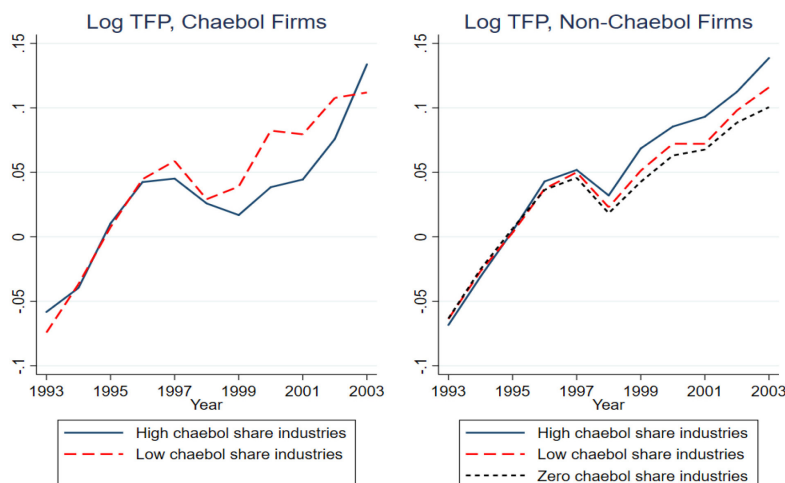 Log TFP, Chaebol Firms
.15
.1
.05
0
-.05
-.1
1993 1995 1997 1999 2001 2003
Year
High chaebol share industries
Low chaebol share industries
Log TFP, Non-Chaebol Firms
.15
.1
.05
0
-.05
-.1
1993 1995 1997 1999 2001 2003
Year
High chaebol share industries
Low chaebol share industries
Zero chaebol share industries